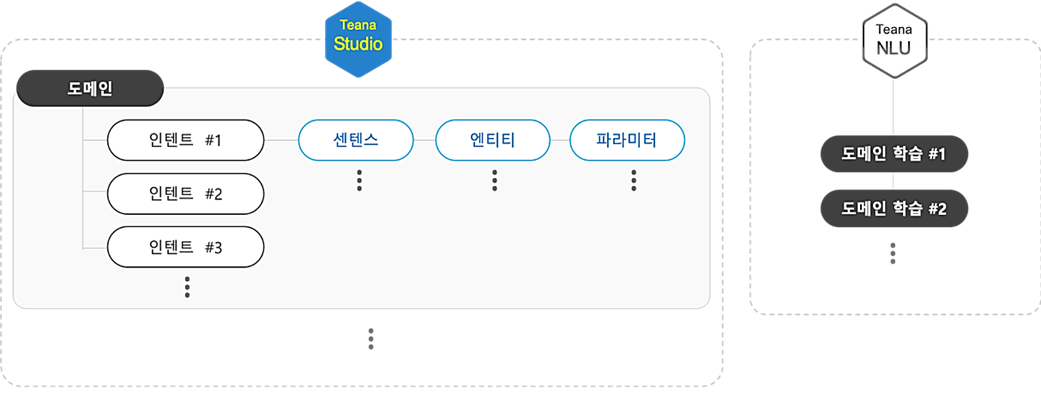 Teana
Studio
도메인
인텐트 #1
센텐스
엔티티
파라미터
인텐트 #2
인텐트 #3
Teana
NLU
도메인 학습 #1
도메인 학습 #2